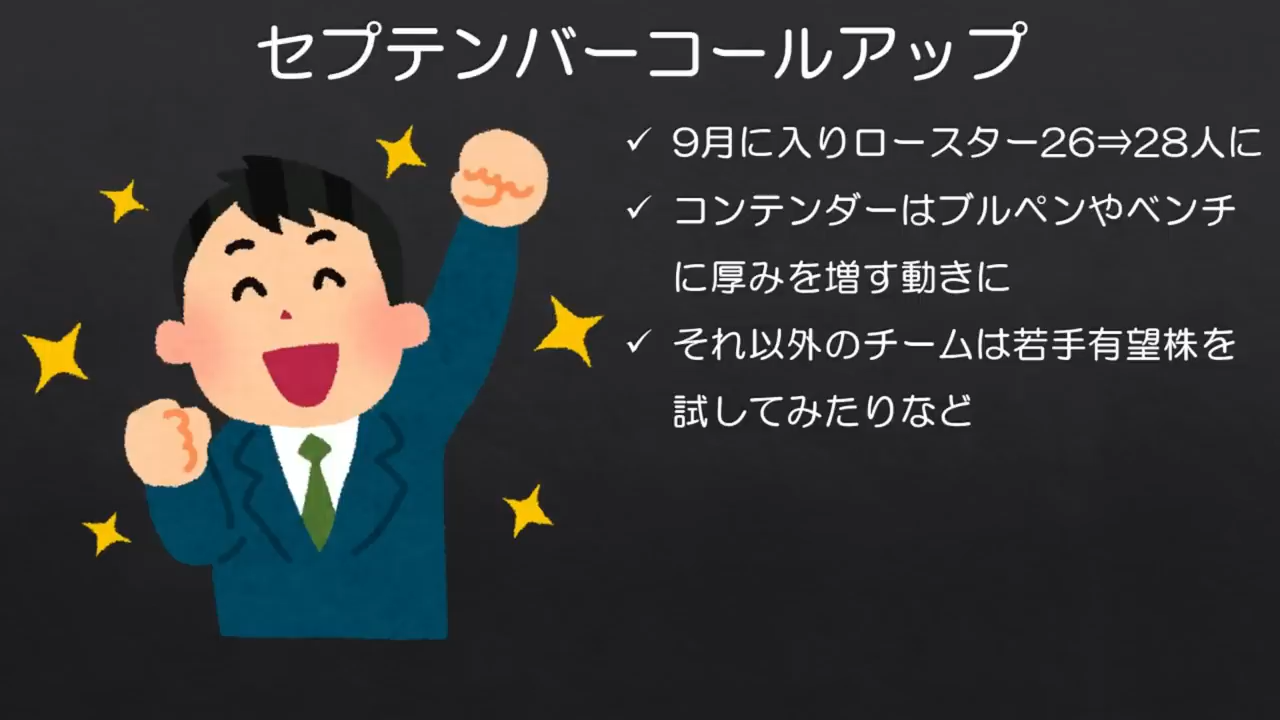 セプテンバーコールアップ
✓ 9月に入りロースター26⇒28人に
✓ コンテンダーはブルペンやベンチ
に厚みを増す動きに
✓ それ以外のチームは若手有望株を
試してみたりなど